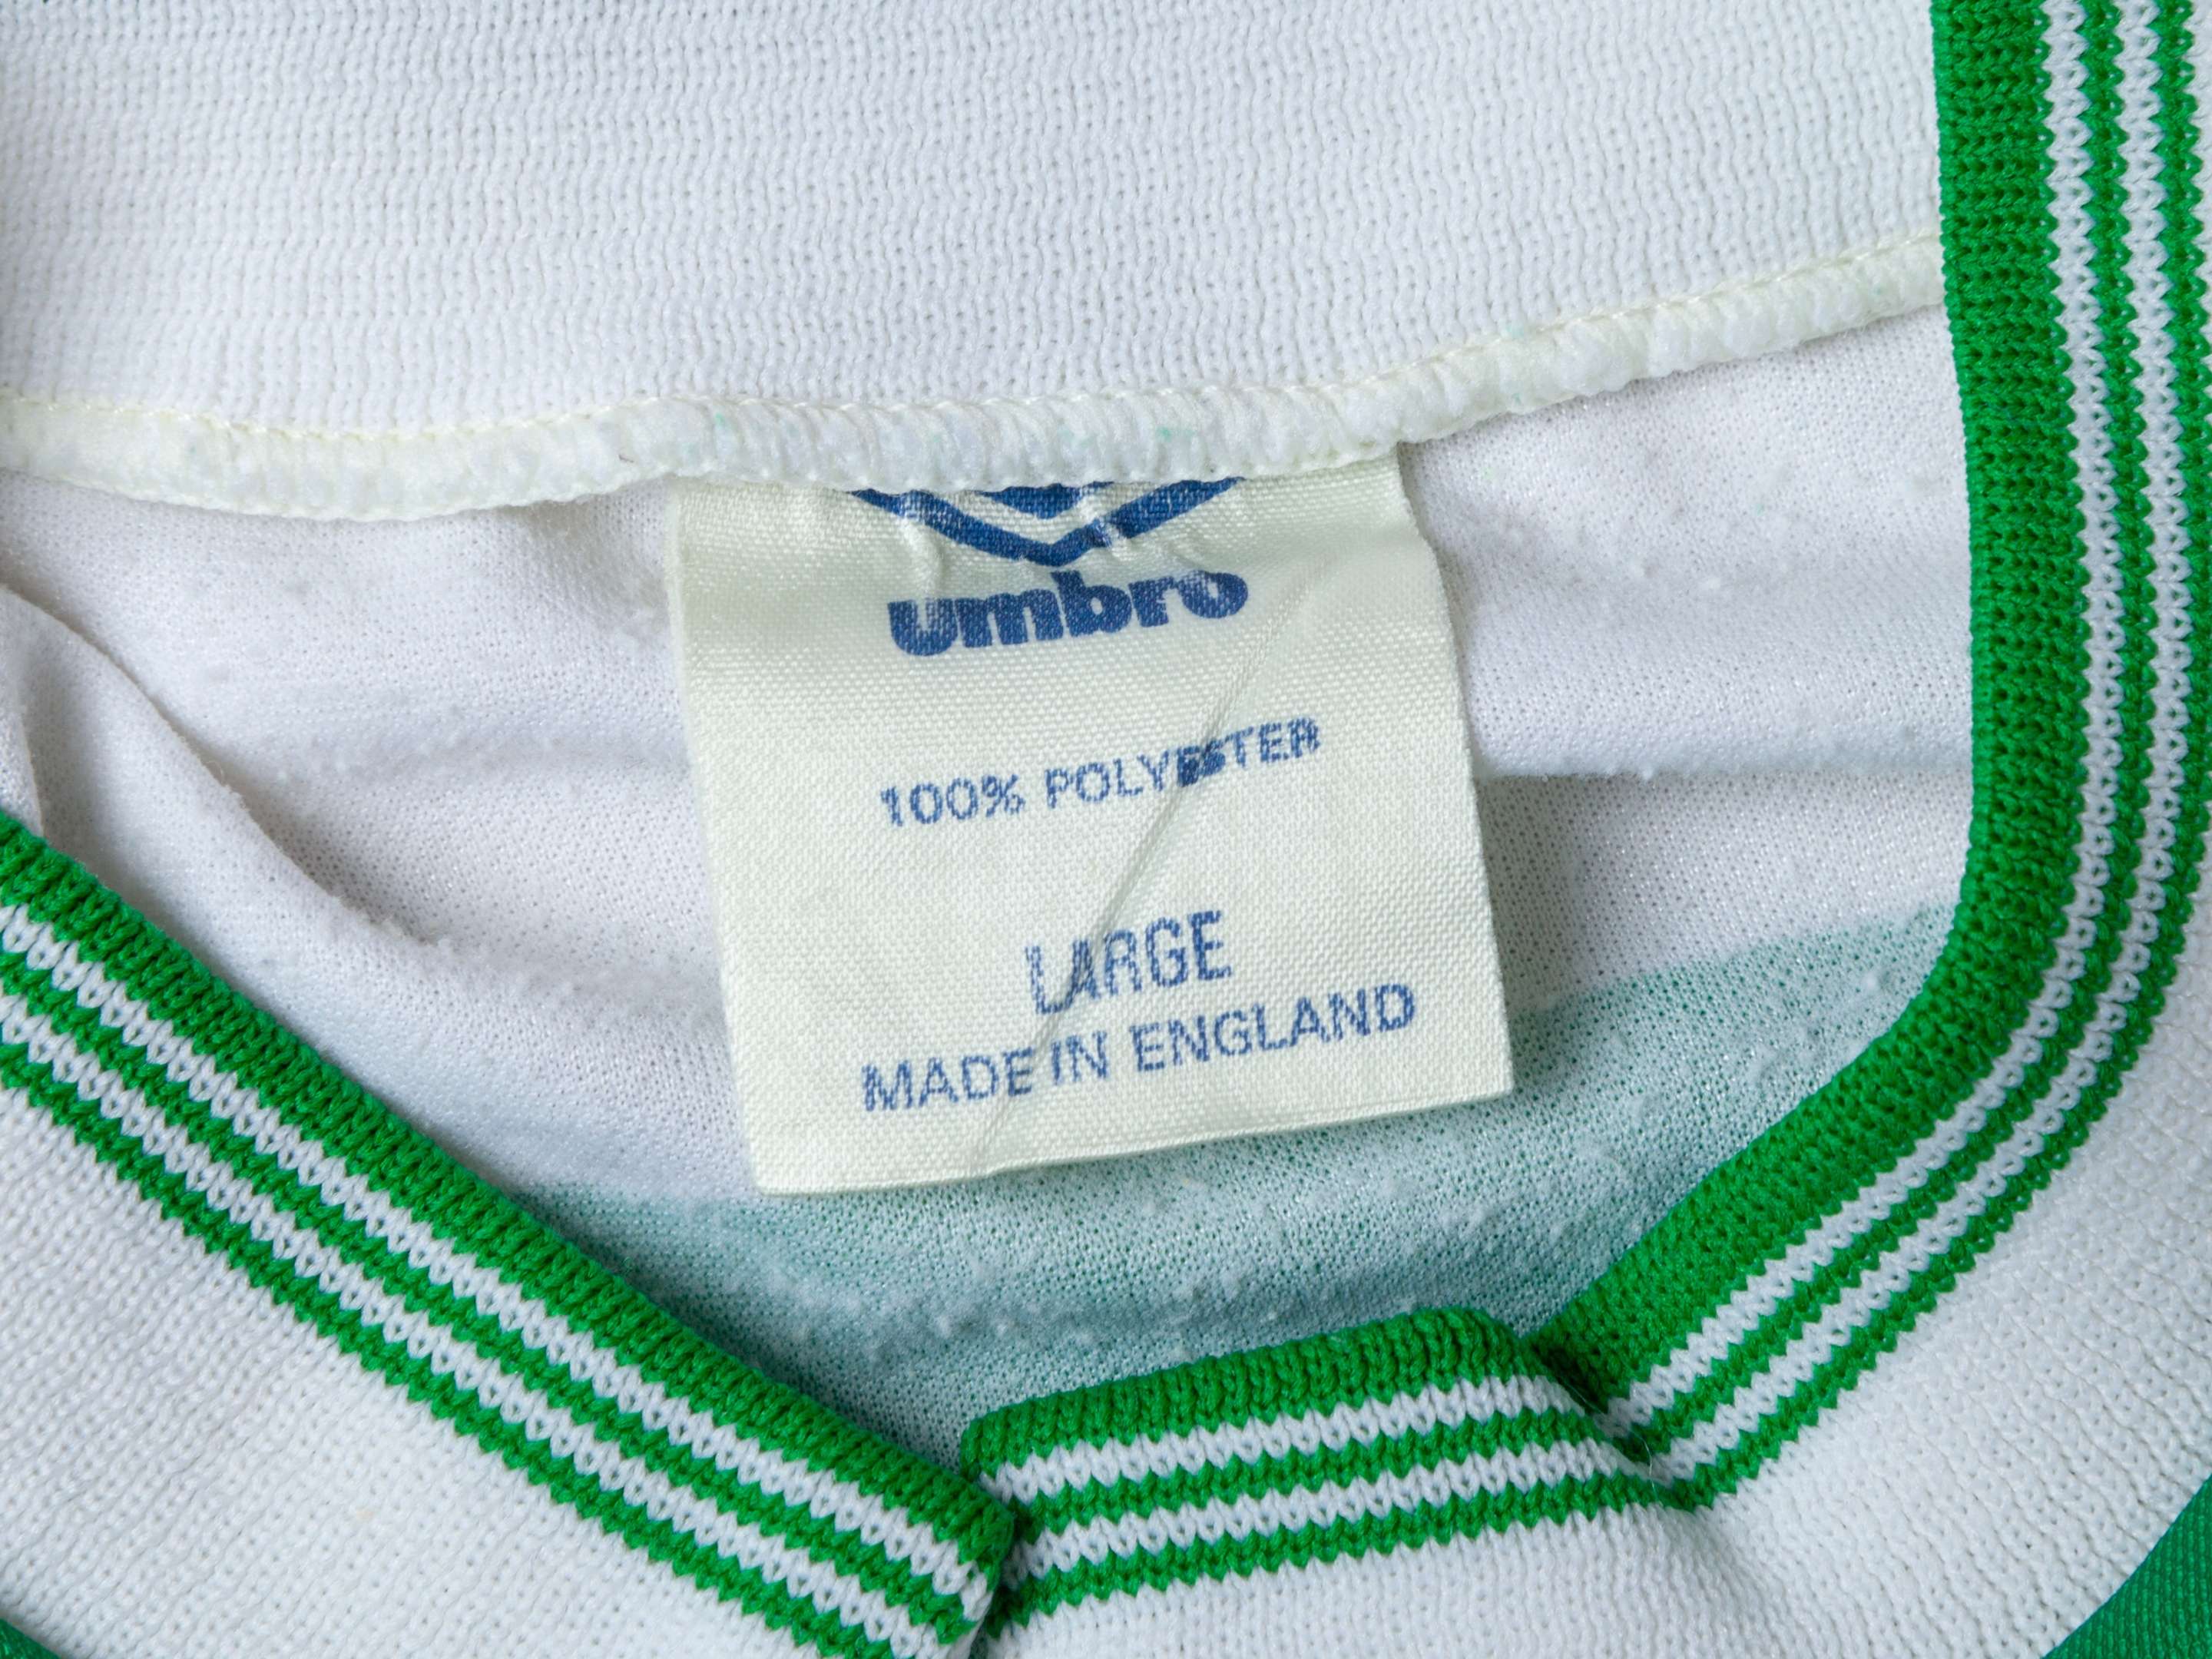 umbro
100% POLYESTER
LARGE
MADE IN ENGLAND